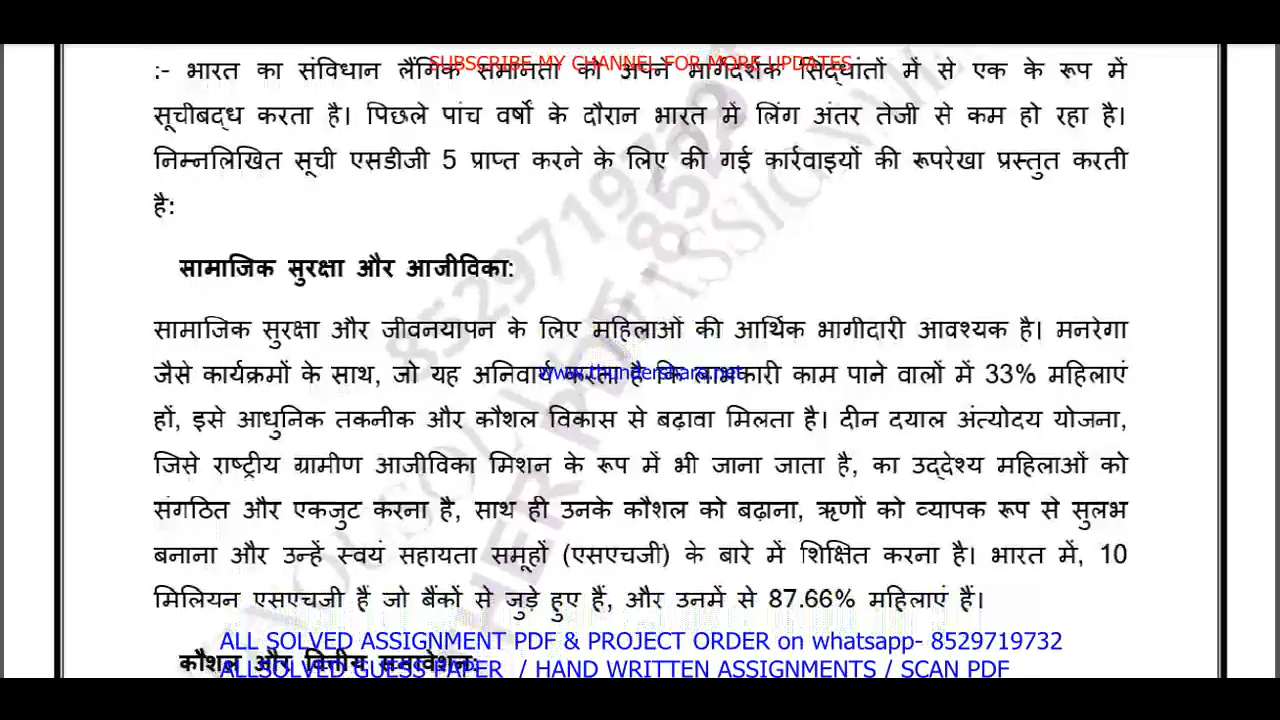 SUBSCRIBE MY CHANNEL FOR MORE UPDATES
:- भारत का संविधान लैंगिक समानता को अपने मार्गदर्शक सिद्धांतों में से एक के रूप में
सूचीबद्ध करता है। पिछले पांच वर्षों के दौरान भारत में लिंग अंतर तेजी से कम हो रहा है।
निम्नलिखित सूची एसडीजी 5 प्राप्त करने के लिए की गई कार्रवाइयों की रूपरेखा प्रस्तुत करती
है:
सामाजिक सुरक्षा और आजीविका:
सामाजिक सुरक्षा और जीवनयापन के लिए महिलाओं की आर्थिक भागीदारी आवश्यक है। मनरेगा
जैसे कार्यक्रमों के साथ, जो यह अनिवार्य करता है कि लाभकारी काम पाने वालों में 33% महिलाएं
www.thundershare.net
हों, इसे आधुनिक तकनीक और कौशल विकास से बढ़ावा मिलता है। दीन दयाल अंत्योदय योजना,
जिसे राष्ट्रीय ग्रामीण आजीविका मिशन के रूप में भी जाना जाता है, का उद्देश्य महिलाओं को
संगठित और एकजुट करना है, साथ ही उनके कौशल को बढ़ाना, ऋणों को व्यापक रूप से सुलभ
बनाना और उन्हें स्वयं सहायता समूहों (एसएचजी) के बारे में शिक्षित करना है। भारत में, 10
मिलियन एसएचजी हैं जो बैंकों से जुड़े हुए हैं, और उनमें से 87.66% महिलाएं हैं।
ALL SOLVED ASSIGNMENT PDF & PROJECT ORDER on whatsapp- 8529719732
कौशल और वित्तीय समावेशन:
ALLSOLVED GUESS PAPER / HAND WRITTEN ASSIGNMENTS / SCAN PDF